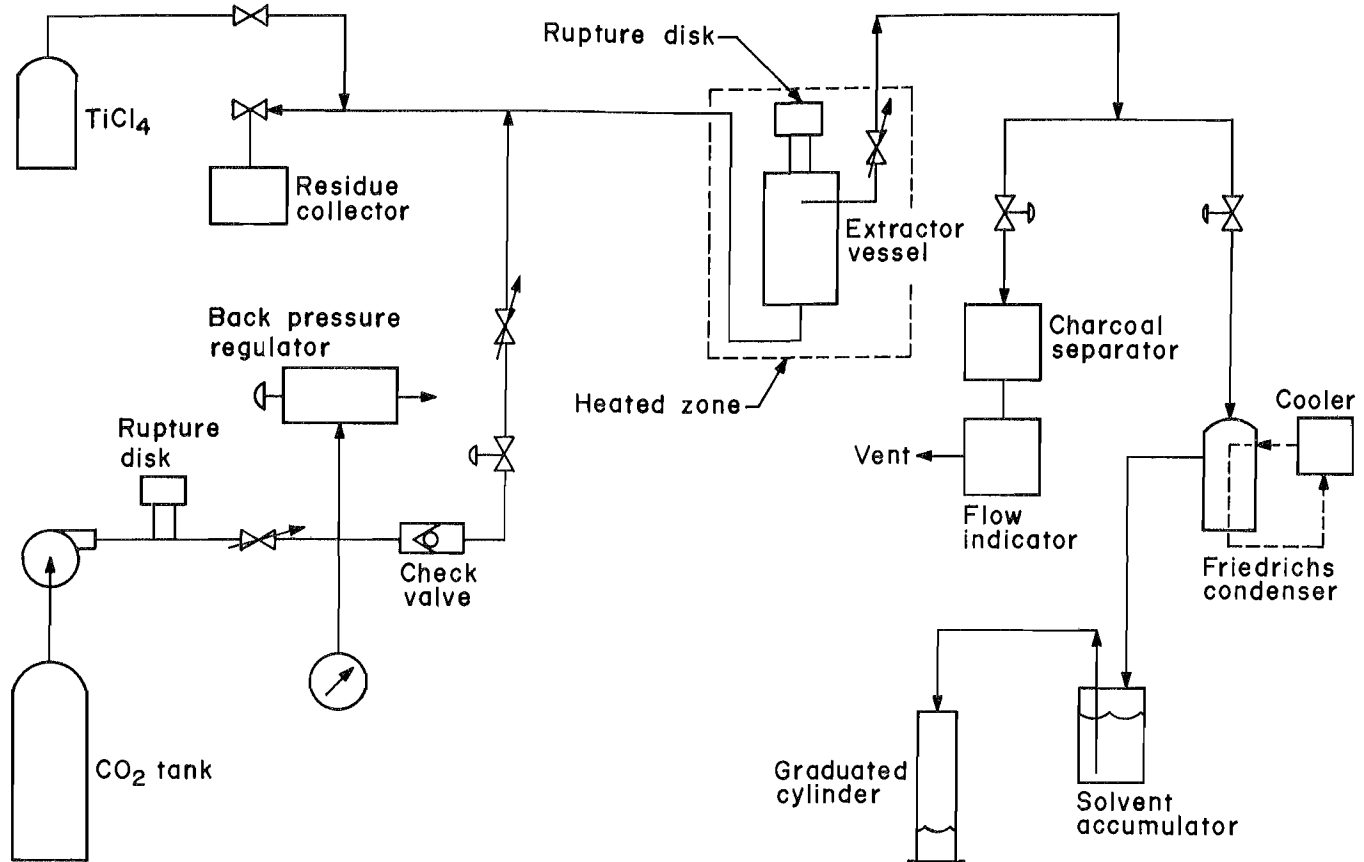 Rupture disk
TiCl4
Residue
collector
Extractor
vessel
Back pressure
regulator
Charcoal
separator
Heated zone
Cooler
Rupture
disk
Vent
Flow
indicator
Check
valve
Friedrichs
condenser
CO2 tank
Graduated
cylinder
Solvent
accumulator